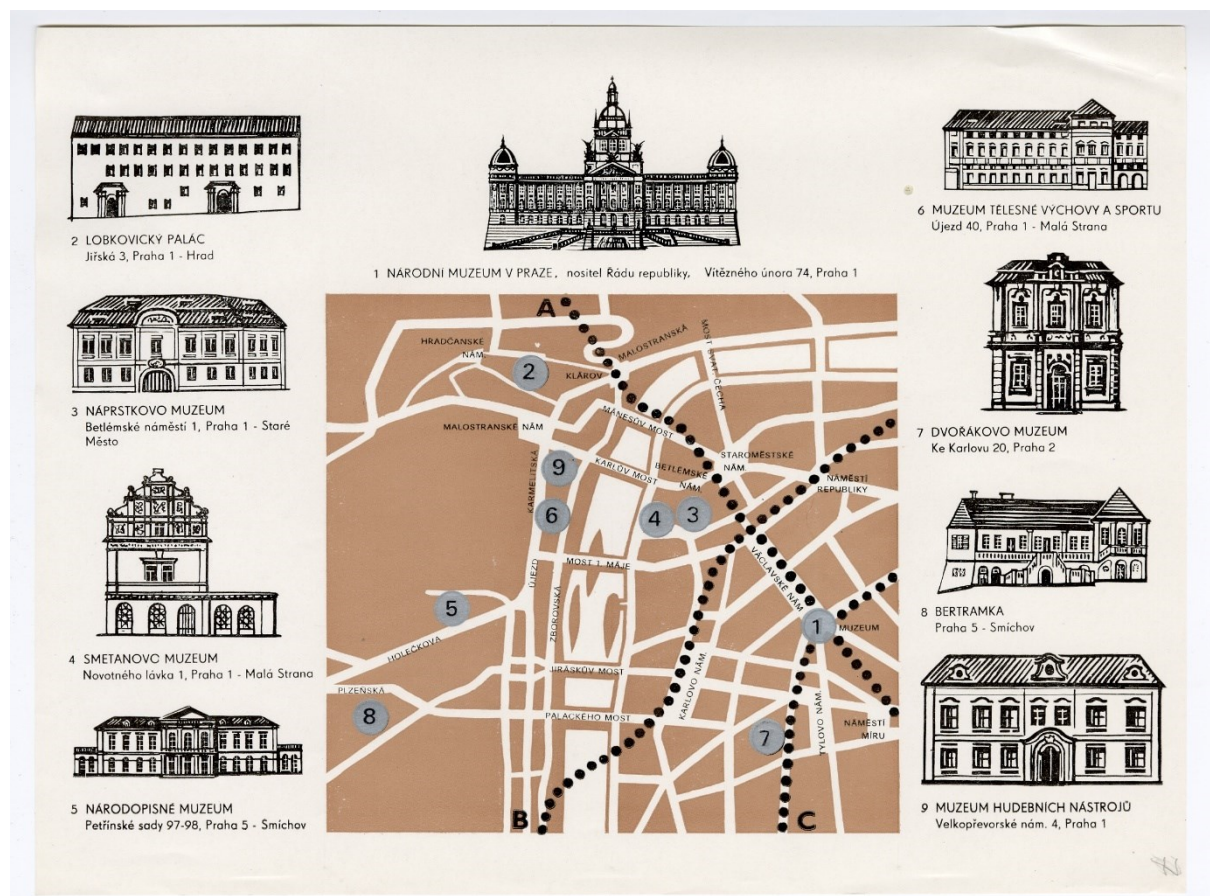 2 LOBKOVICKÝ PALÁC
Jiřská 3, Praha 1 - Hrad
3 NÁPRSTKOVO MUZEUM
Betlémské náměstí 1, Praha 1 - Staré
Město
4 SMETANOVC MUZEUM
Novotného lávka 1, Praha 1 - Malá Strana
5 NÁRODOPISNÉ MUZEUM
Petřínské sady 97-98, Praha 5 - Smíchov
1 NÁRODNÍ MUZEUM V PRAZE, nositel Řádu republiky, Vítězného února 74, Praha 1
A
HRADČANSKÉ
NÁM.
2
KLÁROV
MALOSTRANSKÁ
MOST SVAT. ČECHA
MÁNESŮV MOST
MALOSTRANSKÉ NÁM
KARMELITSKÁ
9
KARLŮV MOST
BETLÉMSKÉ
NÁM.
STAROMĚSTSKÉ
NÁM.
NÁMĚSTÍ
REPUBLIKY
6
4
3
ÚJEZD
MOST 1. MÁJE
VÁCLAVSKÉ NÁM
5
HOLEČKOVA
ZBOROVSKÁ
1
MUZEUM
JIRÁSKŮV MOST
PLZEŇSKÁ
8
PALACKÉHO MOST
KARLOVO NÁM.
7
TYLOVO NÁM.
NÁMĚSTÍ
MÍRU
B
C
6 MUZEUM TĚLESNÉ VÝCHOVY A SPORTU
Újezd 40, Praha 1 - Malá Strana
7 DVOŘÁKOVO MUZEUM
Ke Karlovu 20, Praha 2
8 BERTRAMKA
Praha 5 - Smíchov
9 MUZEUM HUDEBNÍCH NÁSTROJŮ
Velkopřevorské nám. 4, Praha 1